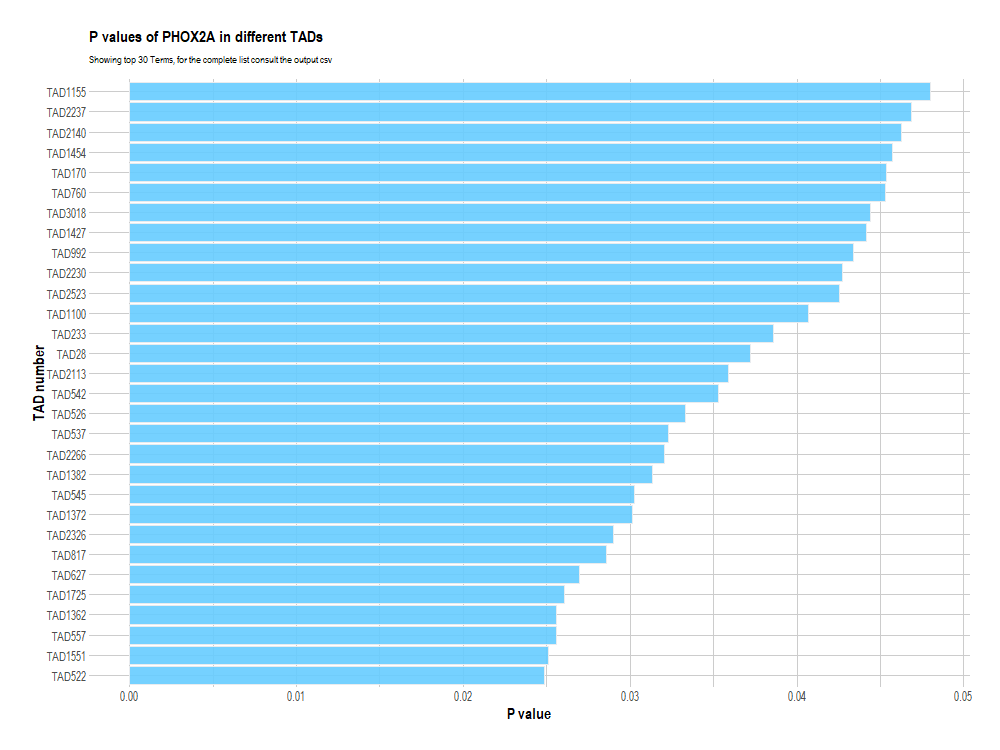 P values of PHOX2A in different TADs
Showing top 30 Terms, for the complete list consult the output csv
TAD number
TAD1155
TAD2237
TAD2140
TAD1454
TAD170
TAD760
TAD3018
TAD1427
TAD992
TAD2230
TAD2523
TAD1100
TAD233
TAD28
TAD2113
TAD542
TAD526
TAD537
TAD2266
TAD1382
TAD545
TAD1372
TAD2326
TAD817
TAD627
TAD1725
TAD1362
TAD557
TAD1551
TAD522
0.00 0.01 0.02 0.03 0.04 0.05
P value